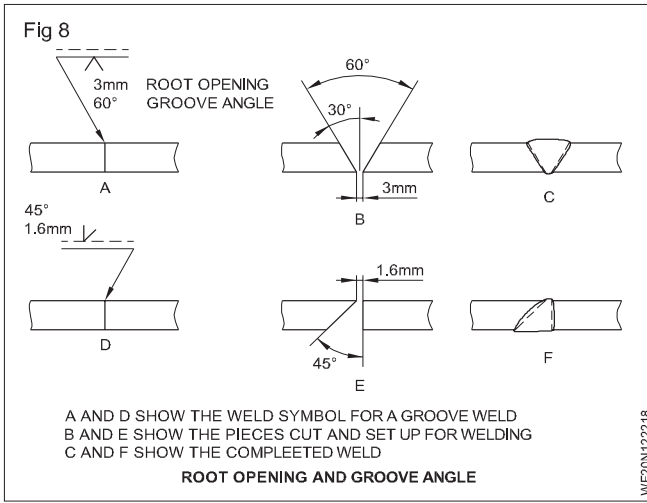 Fig 8
3mm ROOT OPENING
60° GROOVE ANGLE
A
60°
30°
3mm
B
C
45°
1.6mm
D
1.6mm
45°
E
F
A AND D SHOW THE WELD SYMBOL FOR A GROOVE WELD
B AND E SHOW THE PIECES CUT AND SET UP FOR WELDING
C AND F SHOW THE COMPLEETED WELD
ROOT OPENING AND GROOVE ANGLE
WE20N122218